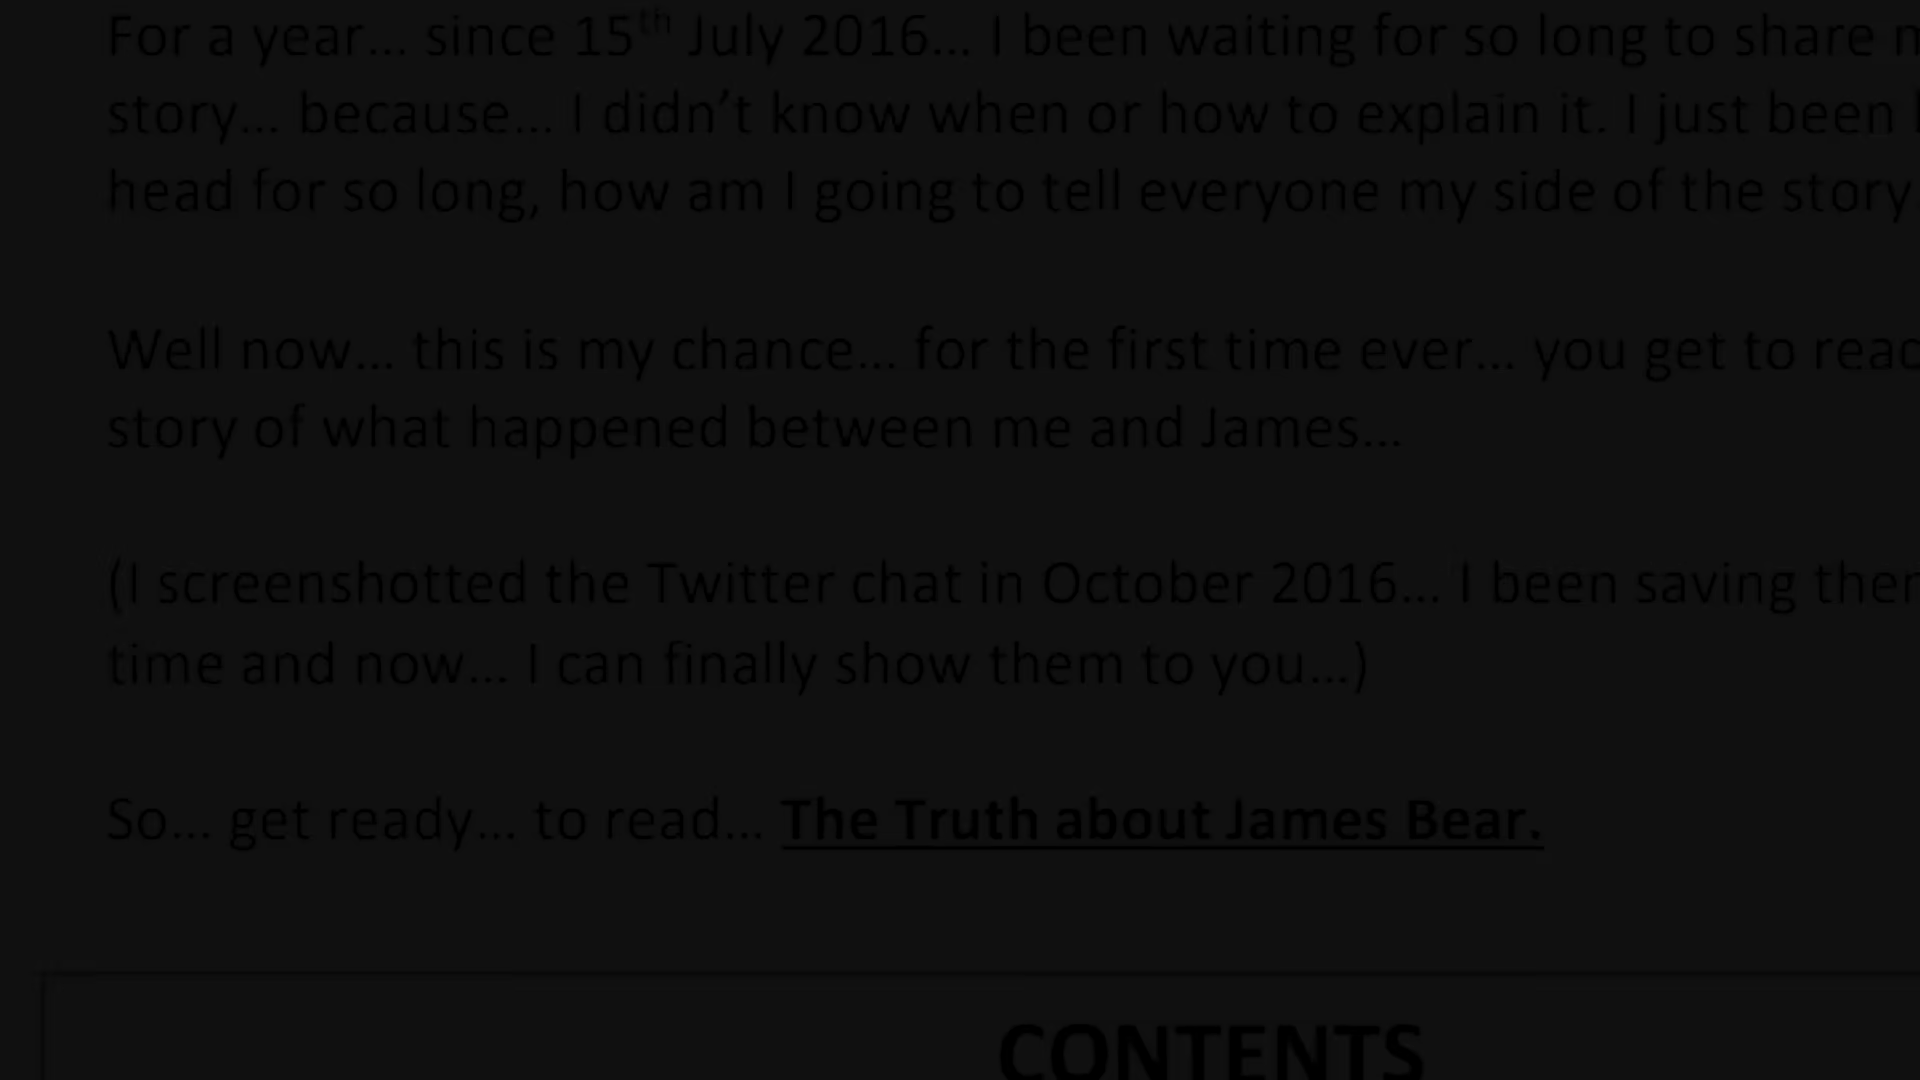 For a year... since 15th July 2016... I been waiting for so long to share
story... because... I didn't know when or how to explain it. I just been
head for so long, how am I going to tell everyone my side of the story
Well now... this is my chance... for the first time ever... you get to read
story of what happened between me and James...
(I screenshotted the Twitter chat in October 2016... I been saving
time and now... I can finally show them to you...)
So... get ready... to read... The Truth about James Bear.
CONTENTS